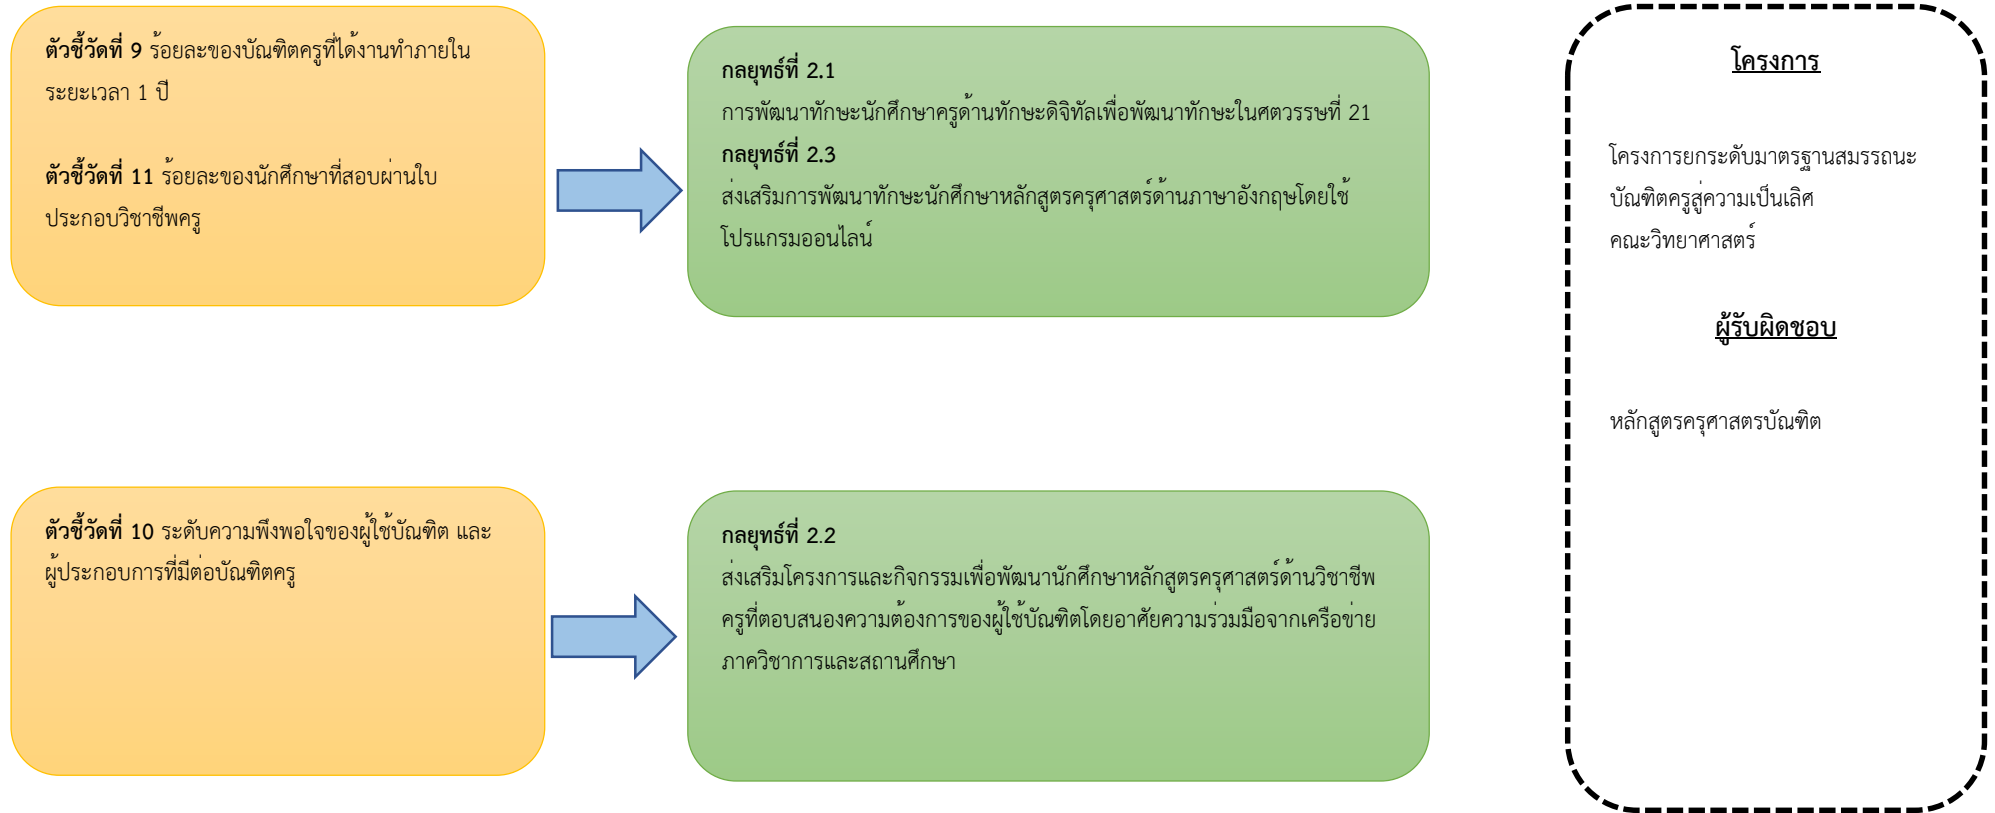 ตัวชี้วัดที่ 9 ร้อยละของบัณฑิตครูที่ได้งานทำภายใน
ระยะเวลา 1 ปี
ตัวชี้วัดที่ 11 ร้อยละของนักศึกษาที่สอบผ่านใบ
ประกอบวิชาชีพครู
กลยุทธ์ที่ 2.1
การพัฒนาทักษะนักศึกษาครูด้านทักษะดิจิทัลเพื่อพัฒนาทักษะในศตวรรษที่ 21
กลยุทธ์ที่ 2.3
ส่งเสริมการพัฒนาทักษะนักศึกษาหลักสูตรครุศาสตร์ด้านภาษาอังกฤษโดยใช้
โปรแกรมออนไลน์
โครงการ
โครงการยกระดับมาตรฐานสมรรถนะ
บัณฑิตครูสู่ความเป็นเลิศ
คณะวิทยาศาสตร์
ผู้รับผิดชอบ
หลักสูตรครุศาสตรบัณฑิต
ตัวชี้วัดที่ 10 ระดับความพึงพอใจของผู้ใช้บัณฑิต และ
ผู้ประกอบการที่มีต่อบัณฑิตครู
กลยุทธ์ที่ 2.2
ส่งเสริมโครงการและกิจกรรมเพื่อพัฒนานักศึกษาหลักสูตรครุศาสตร์ด้านวิชาชีพ
ครูที่ตอบสนองความต้องการของผู้ใช้บัณฑิตโดยอาศัยความร่วมมือจากเครือข่าย
ภาควิชาการและสถานศึกษา